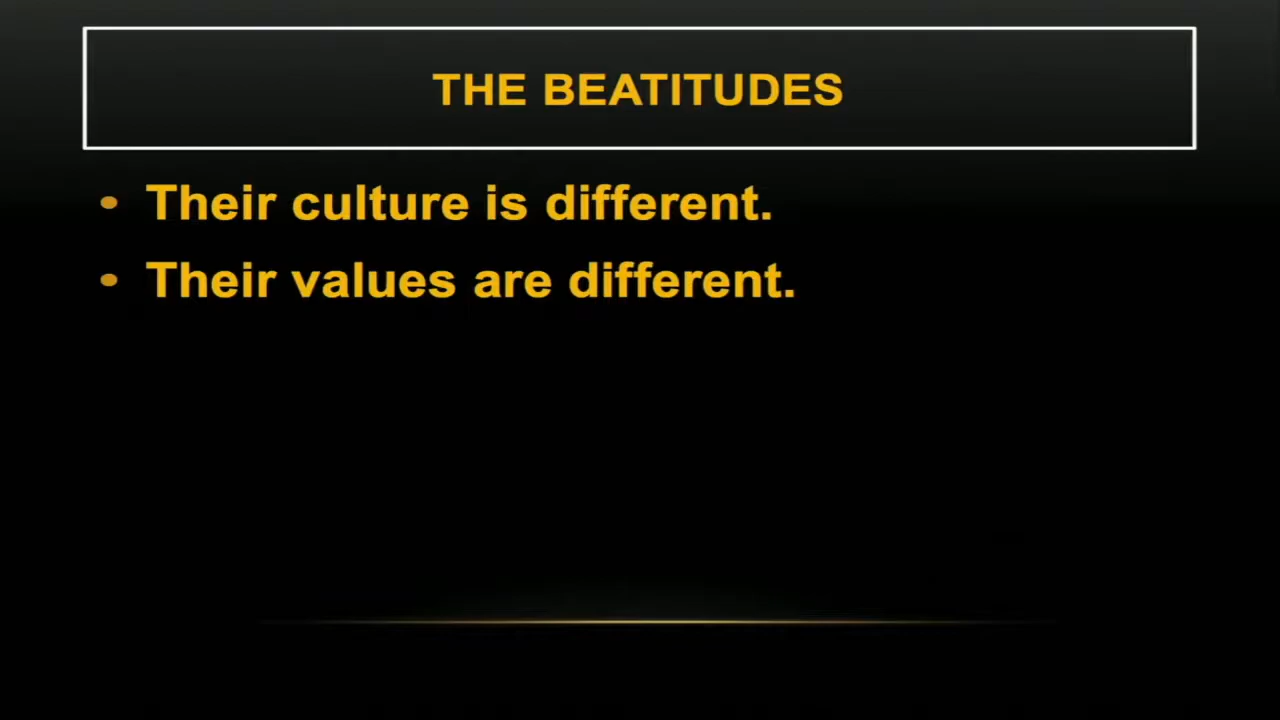 THE BEATITUDES
• Their culture is different.
• Their values are different.